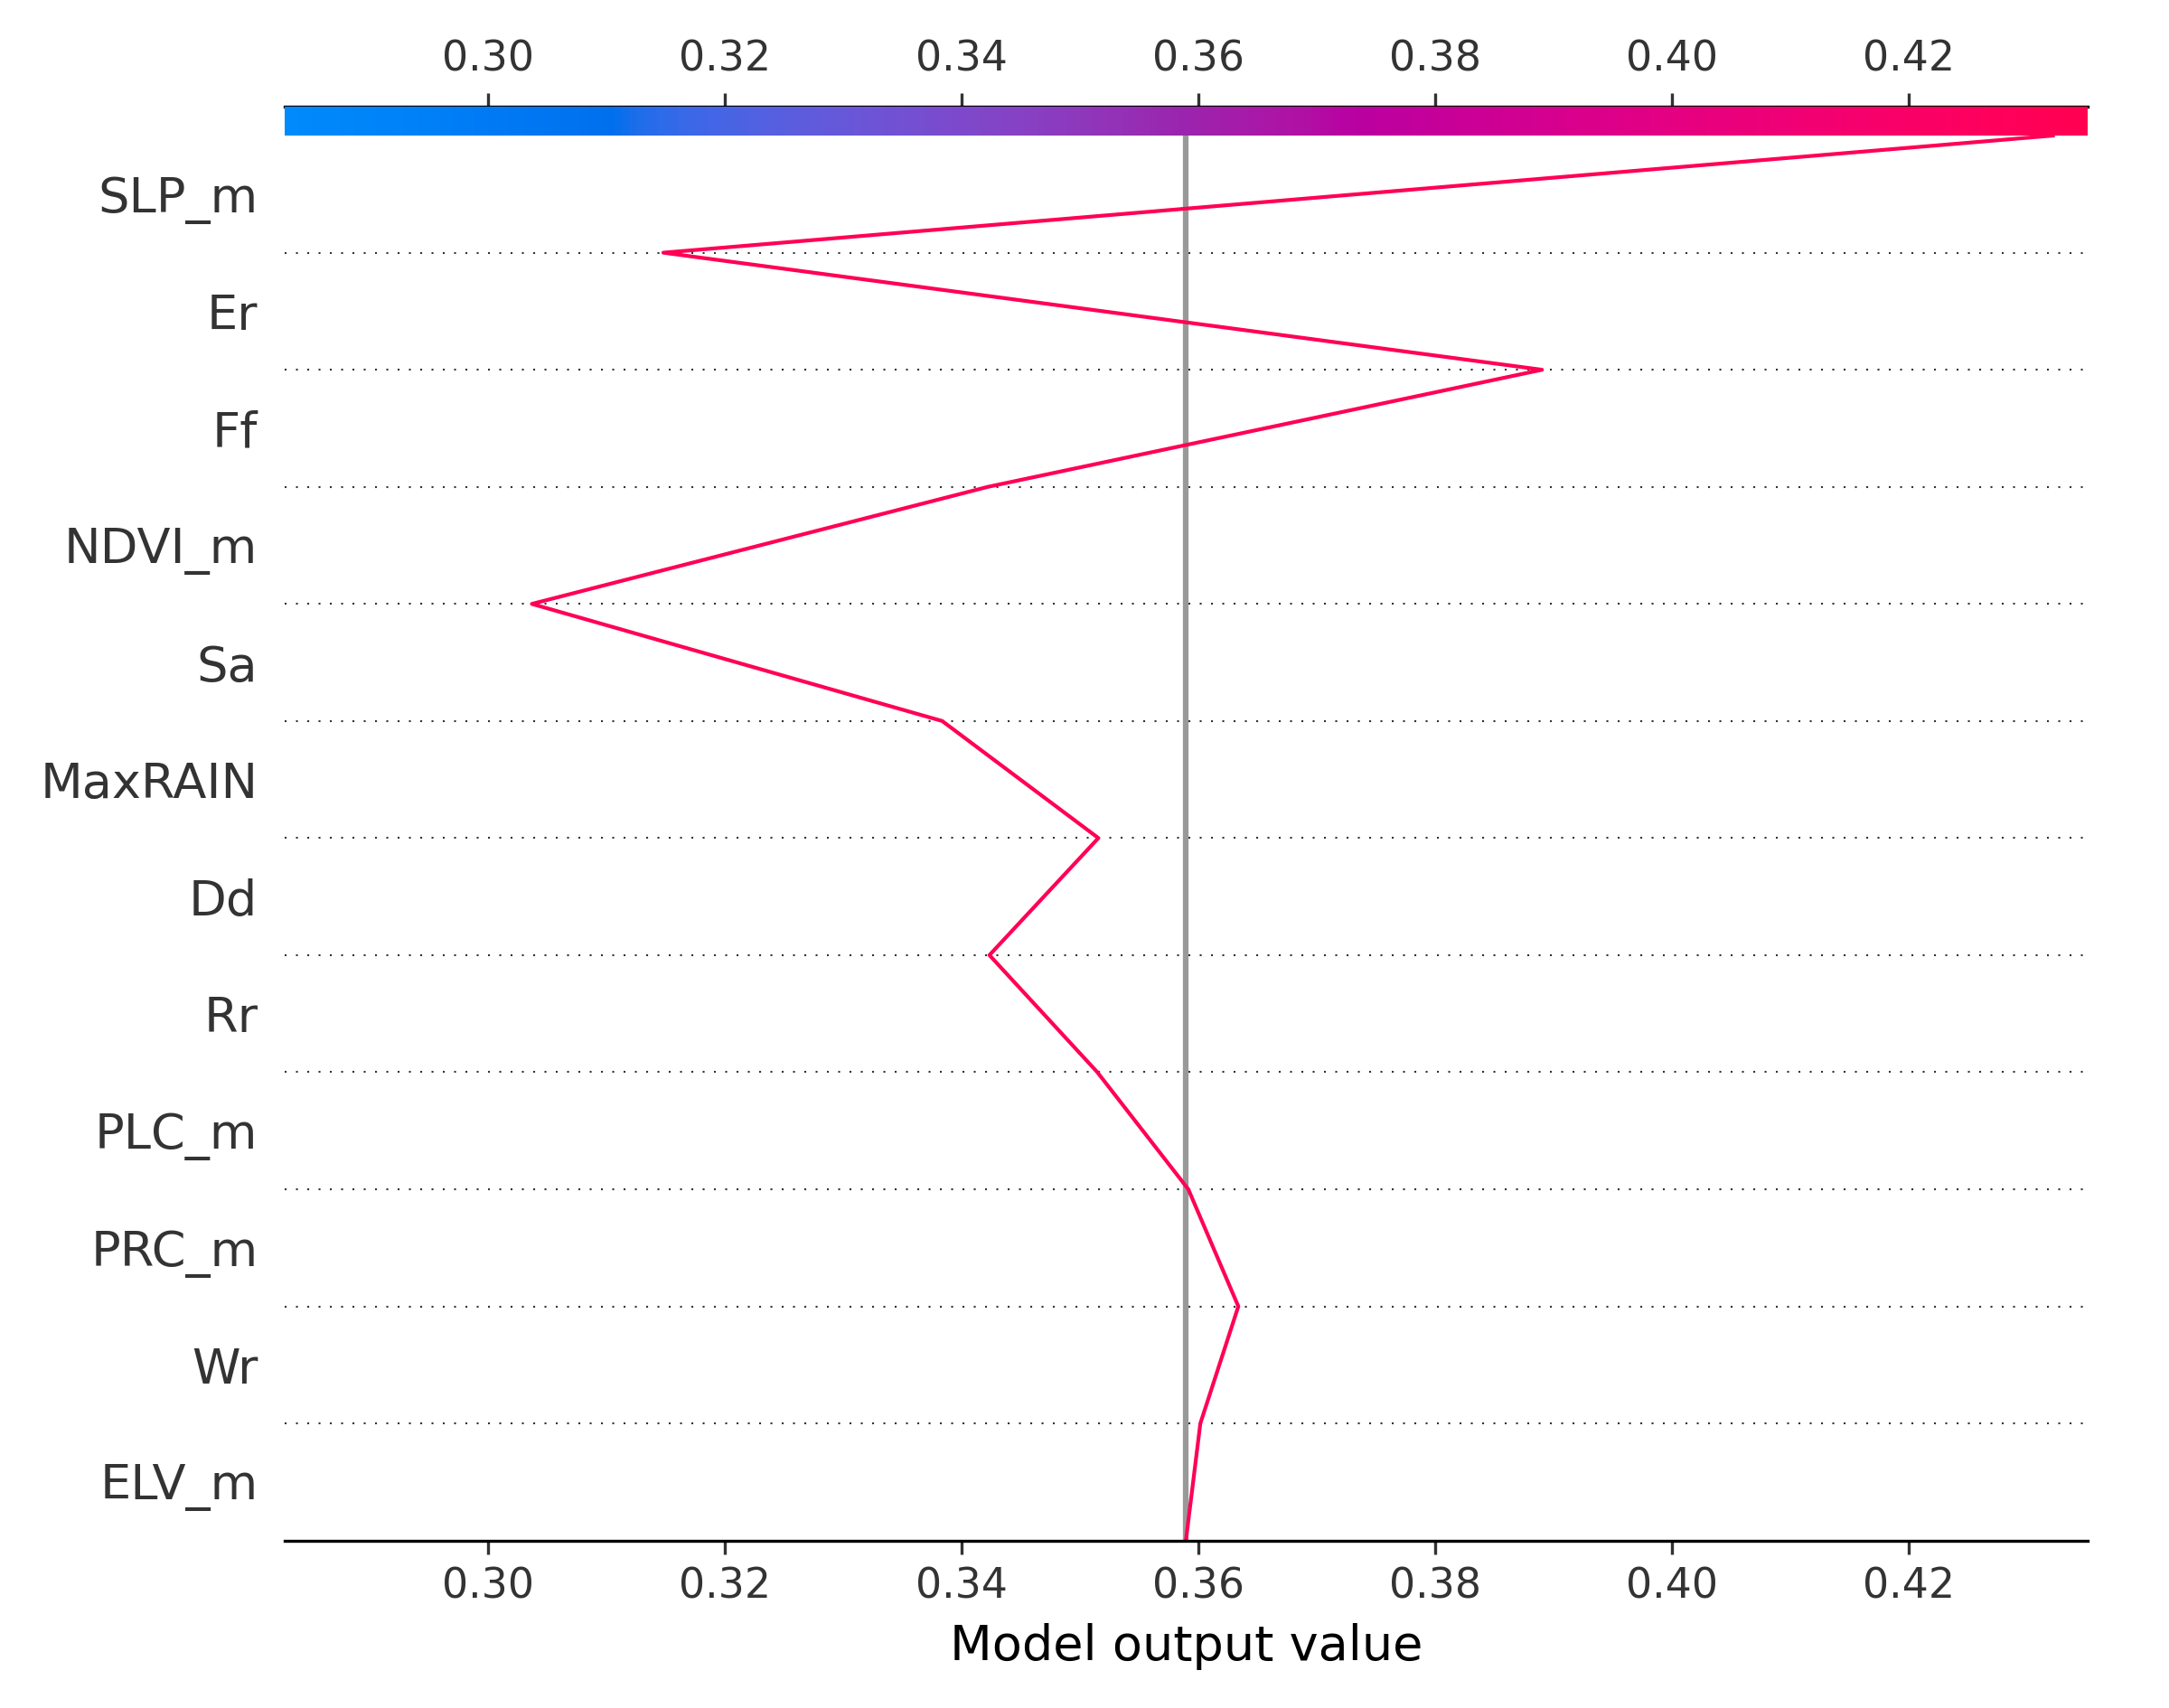 0.30 0.32 0.34 0.36 0.38 0.40 0.42
SLP_m
Er
Ff
NDVI_m
Sa
MaxRAIN
Dd
Rr
PLC_m
PRC_m
Wr
ELV_m
0.30 0.32 0.34 0.36 0.38 0.40 0.42
Model output value